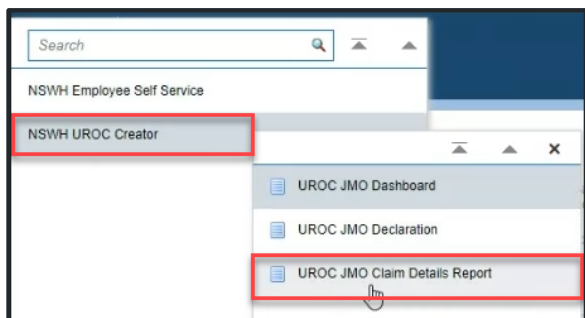 Search
NSWH Employee Self Service
NSWH UROC Creator
UROC JMO Dashboard
UROC JMO Declaration
UROC JMO Claim Details Report